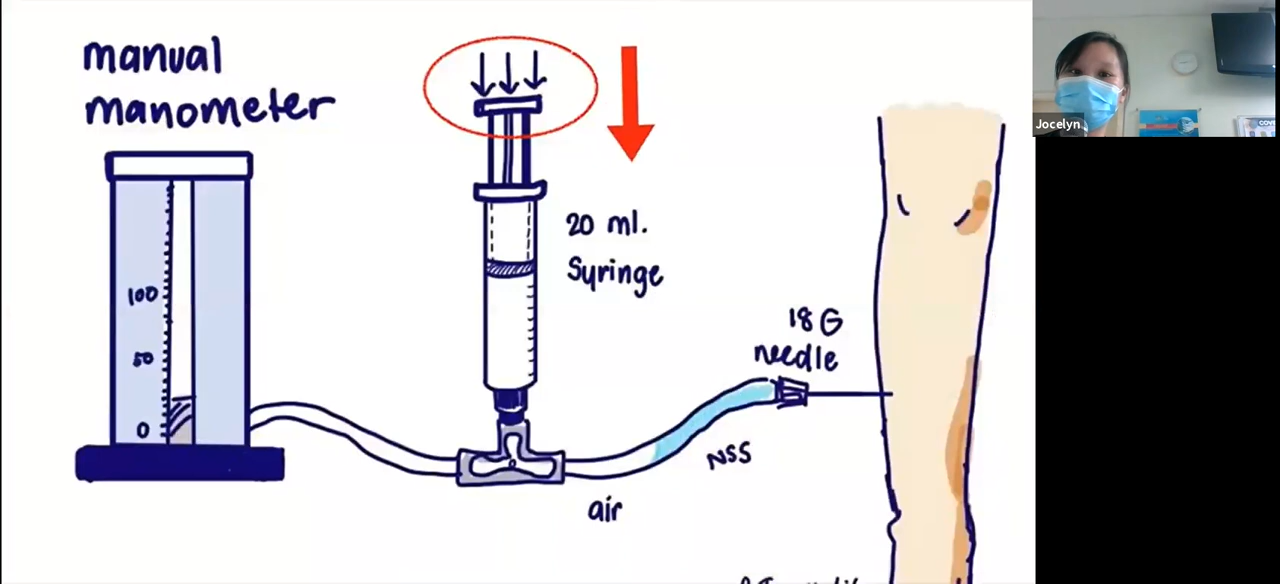 manual
manometer
20 ml.
Syringe
100
50
0
18 G
needle
NSS
air
Jocelyn